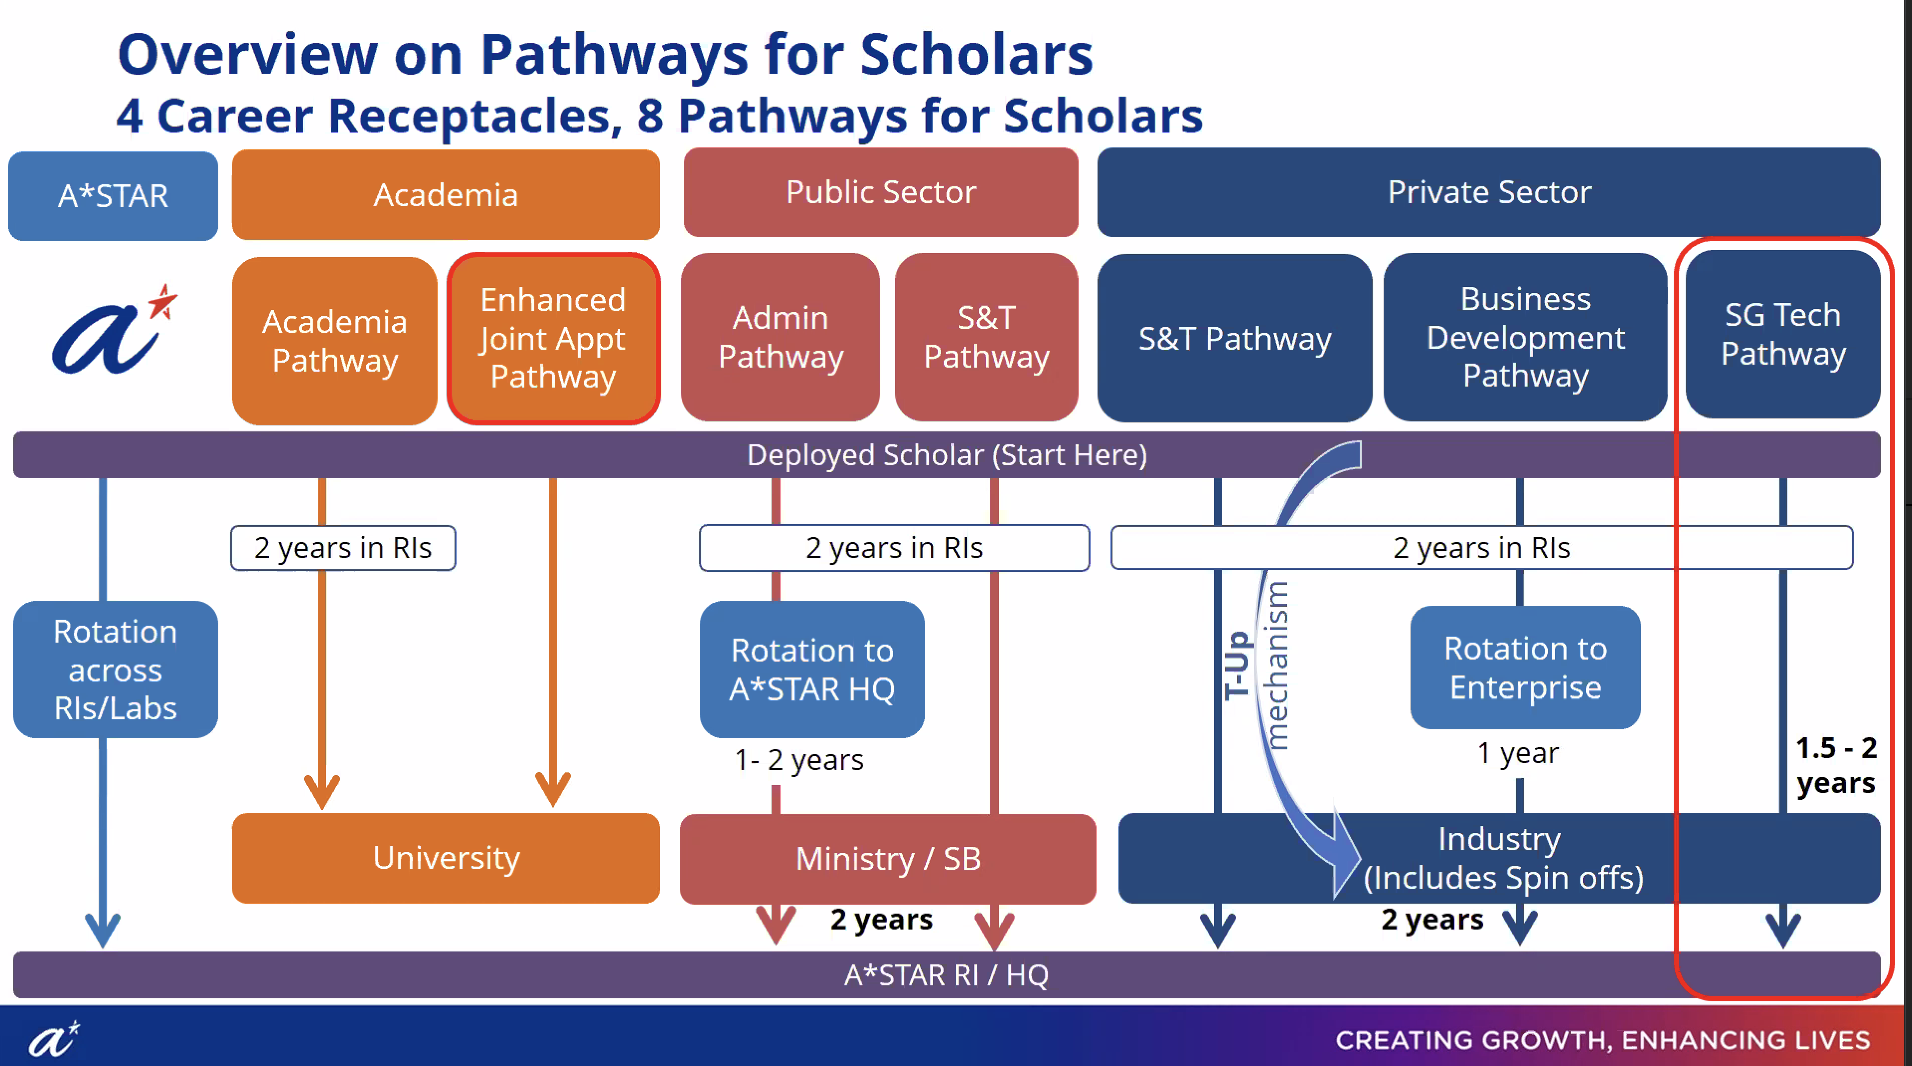 Overview on Pathways for Scholars
4 Career Receptacles, 8 Pathways for Scholars
A*STAR
Academia
Public Sector
Private Sector
a*
Academia
Pathway
Enhanced
Joint Appt
Pathway
Admin
Pathway
S&T
Pathway
S&T Pathway
Business
Development
Pathway
SG Tech
Pathway
Deployed Scholar (Start Here)
2 years in RIs
2 years in RIs
2 years in RIs
Rotation
across
RIs/Labs
Rotation to
A*STAR HQ
1- 2 years
T-Up
mechanism
Rotation to
Enterprise
1 year
1.5 - 2
years
University
Ministry / SB
Industry
(Includes Spin offs)
2 years
2 years
A*STAR RI / HQ
a*
CREATING GROWTH, ENHANCING LIVES